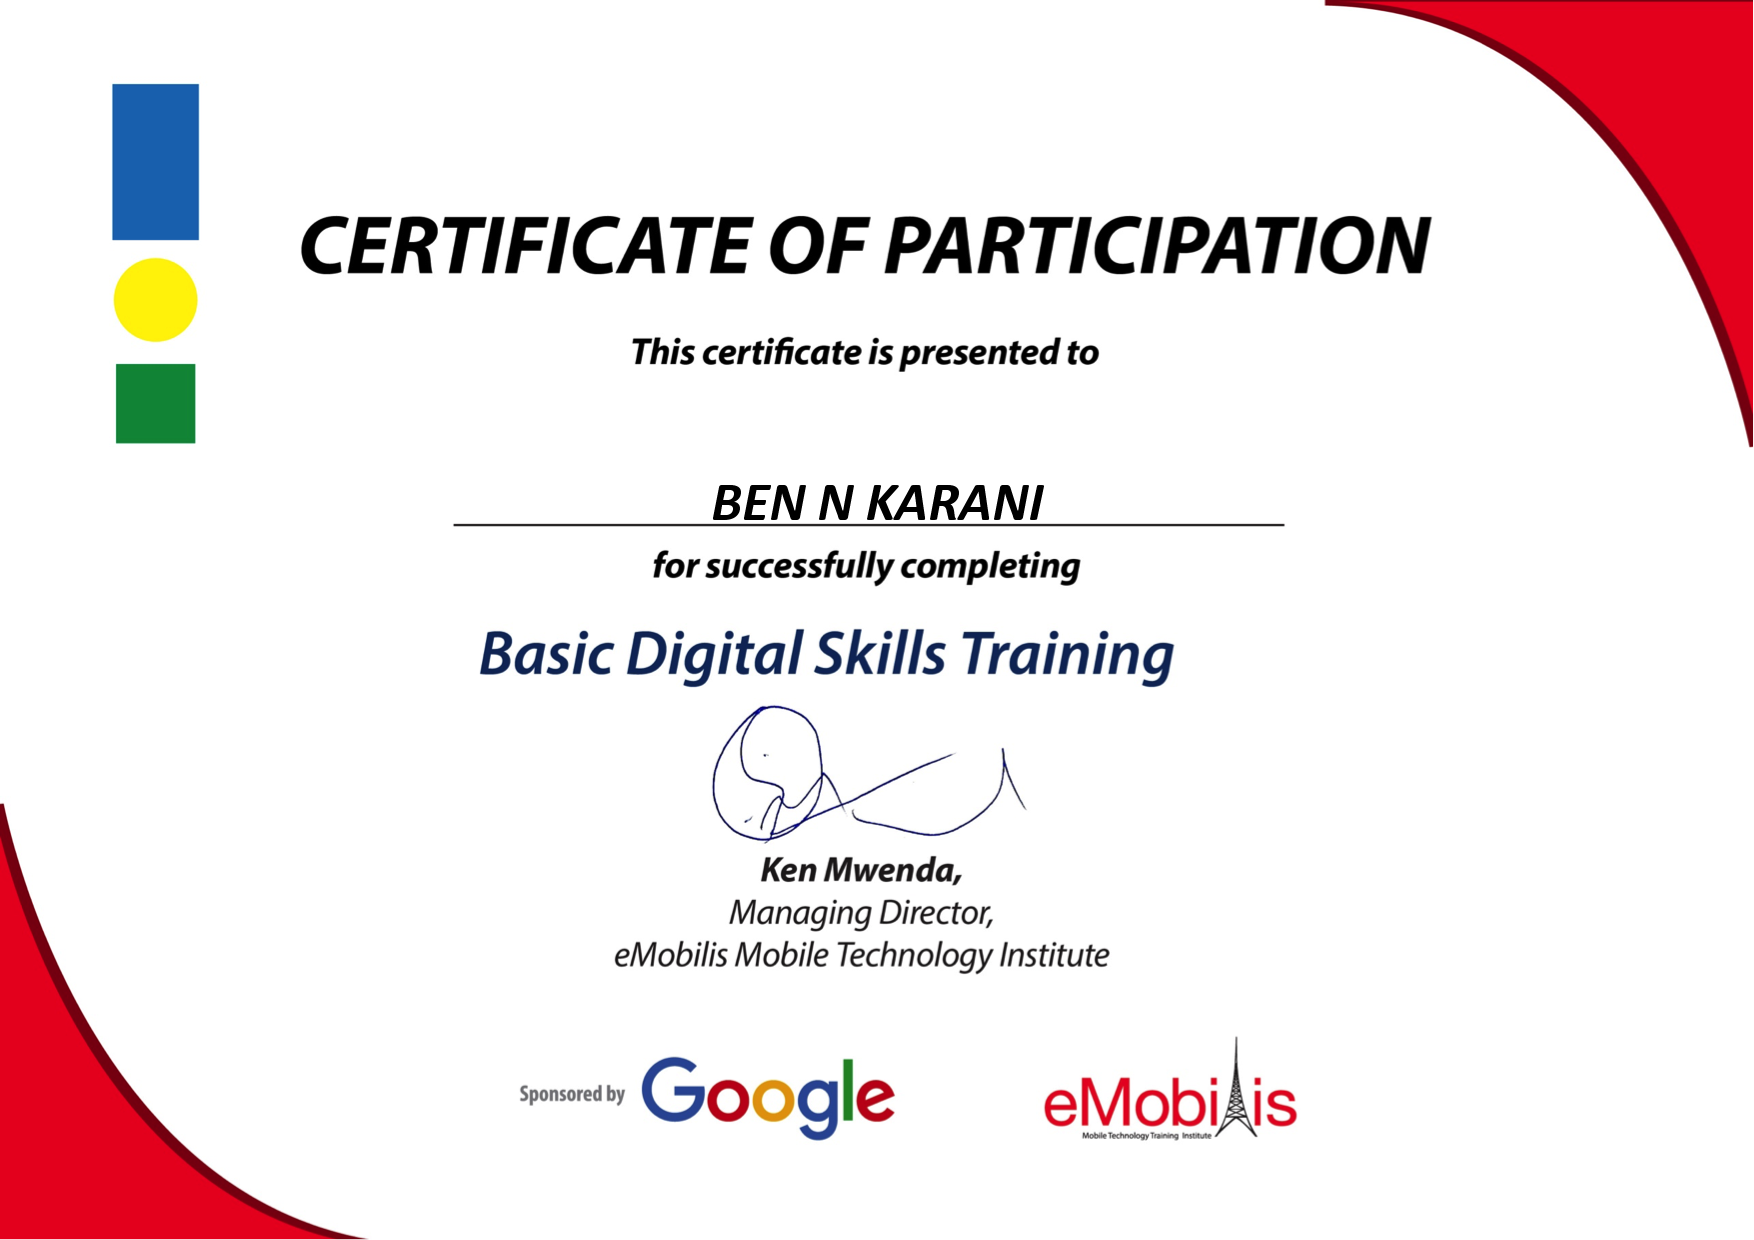 CERTIFICATE OF PARTICIPATION
This certificate is presented to
BEN N KARANI
for successfully completing
Basic Digital Skills Training
Ken Mwenda,
Managing Director,
eMobilis Mobile Technology Institute
Sponsored by Google
eMobilis
Mobile Technology Training Institute